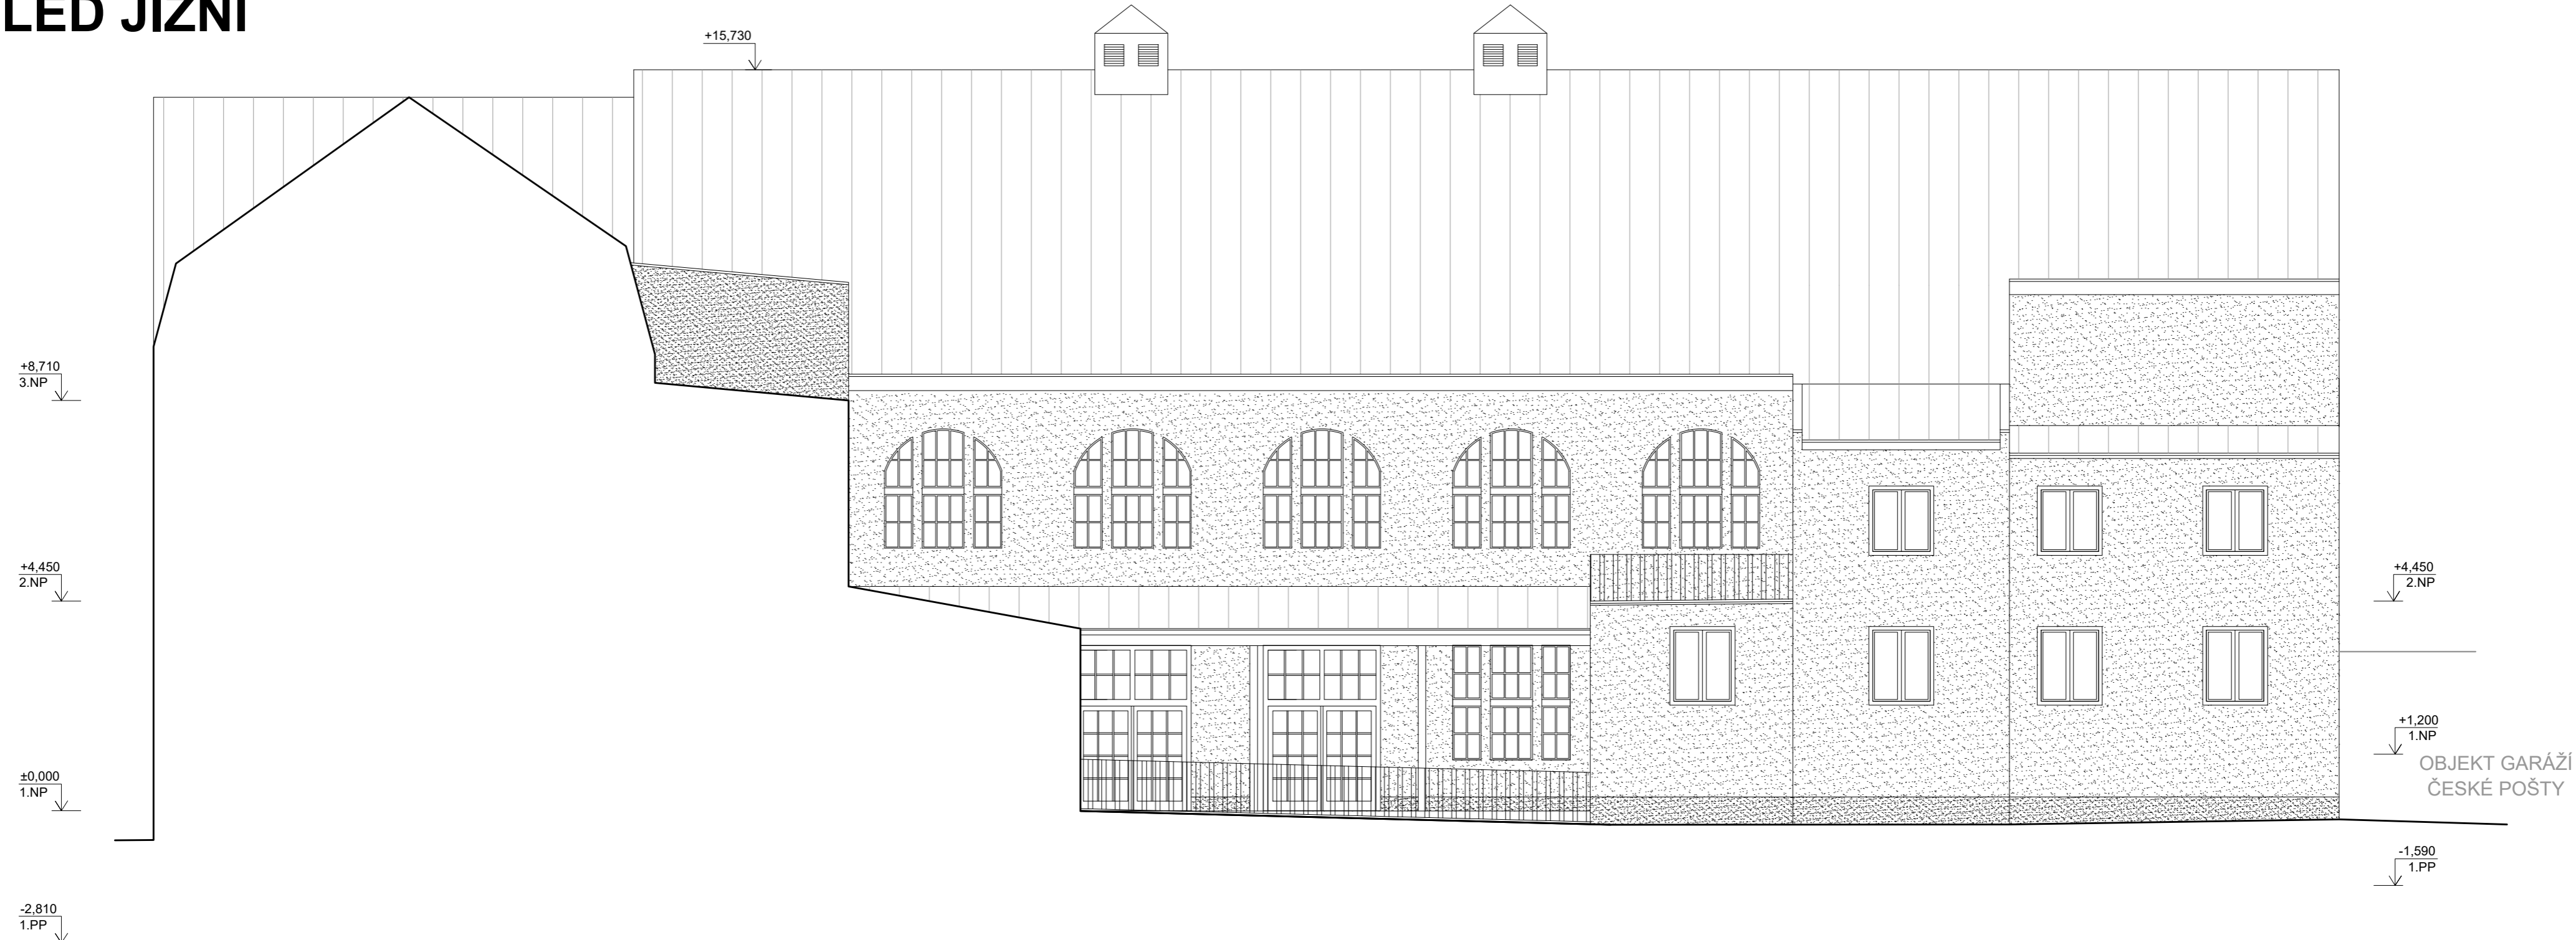 LED JIŽNÍ
+15,730
+8,710
3.NP
+4,450
2.NP
+4,450
2.NP
+1,200
1.NP
OBJEKT GARÁŽÍ
ČESKÉ POŠTY
±0,000
1.NP
-1,590
1.PP
-2,810
1.PP